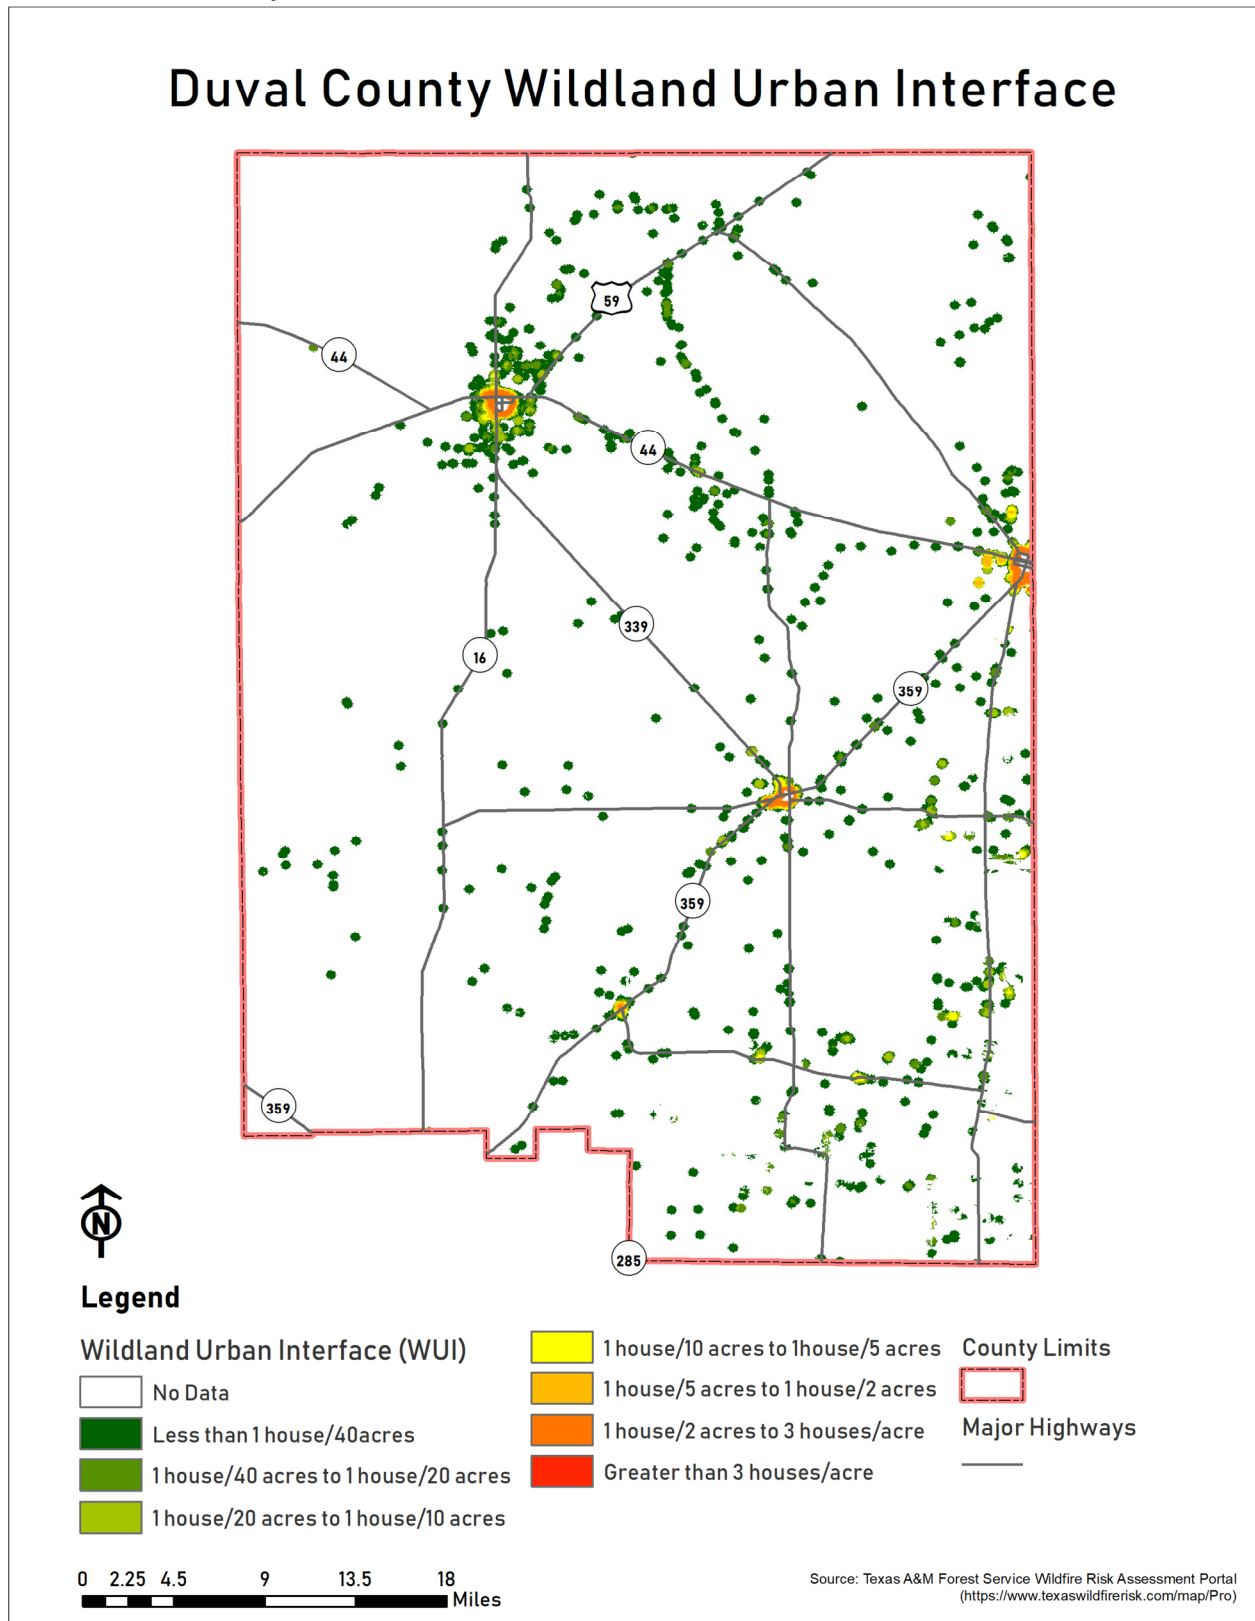 Duval County Wildland Urban Interface
59
44
44
339
16
359
359
359
285
N
Legend
Wildland Urban Interface (WUI)
No Data
Less than 1 house/40acres
1 house/40 acres to 1 house/20 acres
1 house/20 acres to 1 house/10 acres
1 house/10 acres to 1house/5 acres
1 house/5 acres to 1 house/2 acres
1 house/2 acres to 3 houses/acre
Greater than 3 houses/acre
County Limits
Major Highways
0 2.25 4.5 9 13.5 18
Miles
Source: Texas A&M Forest Service Wildfire Risk Assessment Portal
(https://www.texaswildfirerisk.com/map/Pro)